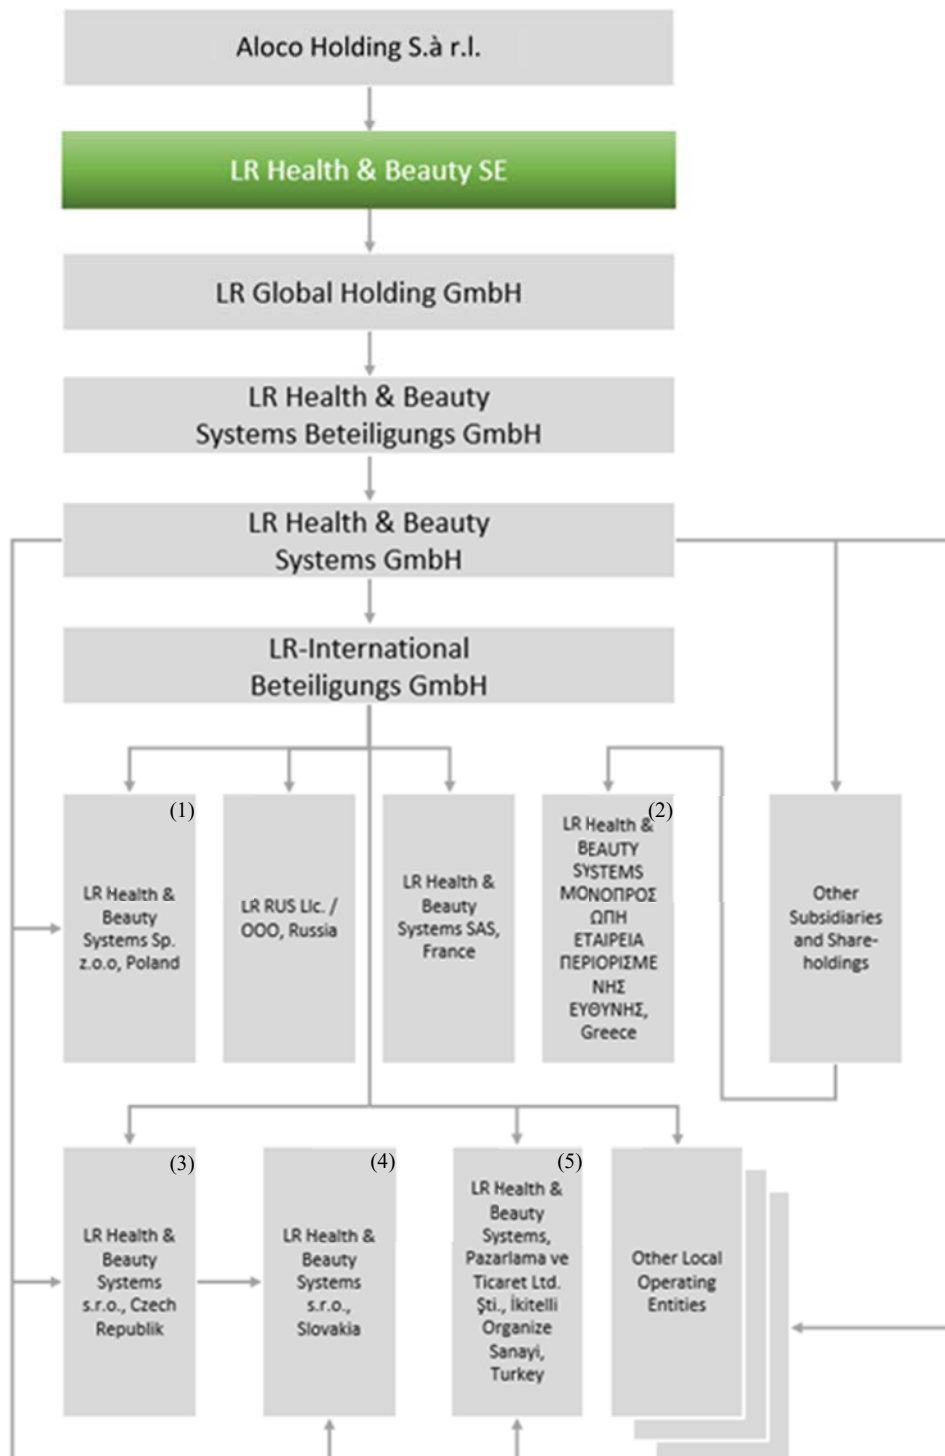 Aloco Holding S.à r.l.
LR Health & Beauty SE
LR Global Holding GmbH
LR Health & Beauty
Systems Beteiligungs GmbH
LR Health & Beauty
Systems GmbH
LR-International
Beteiligungs GmbH
(1)
LR Health &
Beauty
Systems Sp.
z.o.o, Poland
LR RUS Llc. /
OOO, Russia
LR Health &
Beauty
Systems SAS,
France
(2)
LR Health &
BEAUTY
SYSTEMS
ΜΟΝΟΠΡΟΣ
ΩΠΗ
ΕΤΑΙΡΕΙΑ
ΠΕΡΙΟΡΙΣΜΕ
ΝΗΣ
ΕΥΘΥΝΗΣ,
Greece
Other
Subsidiaries
and Share-
holdings
(3)
LR Health &
Beauty
Systems
s.r.o., Czech
Republik
(4)
LR Health &
Beauty
Systems
s.r.o.,
Slovakia
(5)
LR Health &
Beauty
Systems,
Pazarlama ve
Ticaret Ltd.
Şti., İkitelli
Organize
Sanayi,
Turkey
Other Local
Operating
Entities